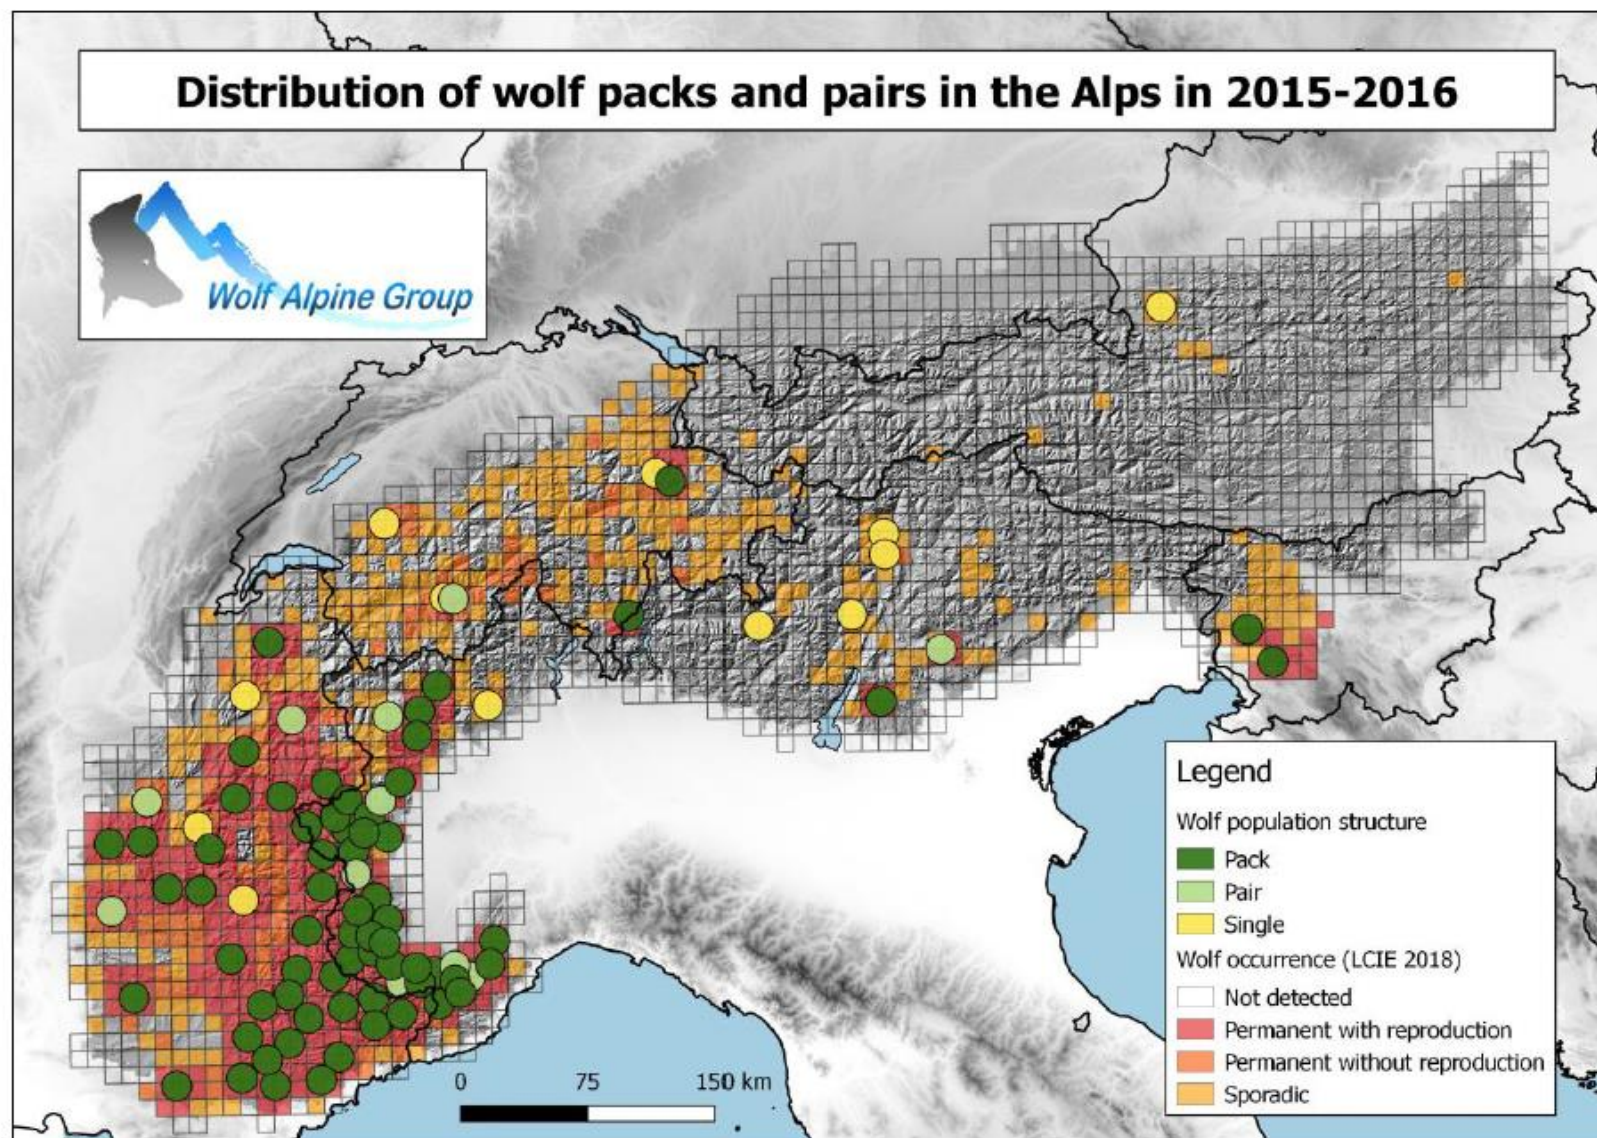 Distribution of wolf packs and pairs in the Alps in 2015-2016
Wolf Alpine Group
Legend
Wolf population structure
Pack
Pair
Single
Wolf occurrence (LCIE 2018)
Not detected
Permanent with reproduction
Permanent without reproduction
Sporadic
0 75 150 km